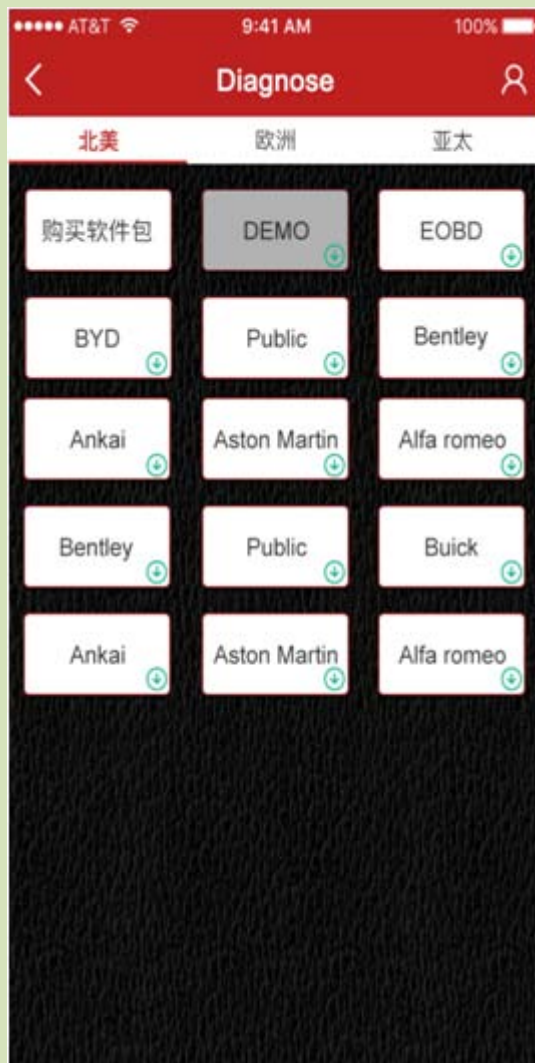 AT&T 9:41 AM 100%
Diagnose
北美 欧洲 亚太
购买软件包 DEMO EOBD
BYD Public Bentley
Ankai Aston Martin Alfa romeo
Bentley Public Buick
Ankai Aston Martin Alfa romeo